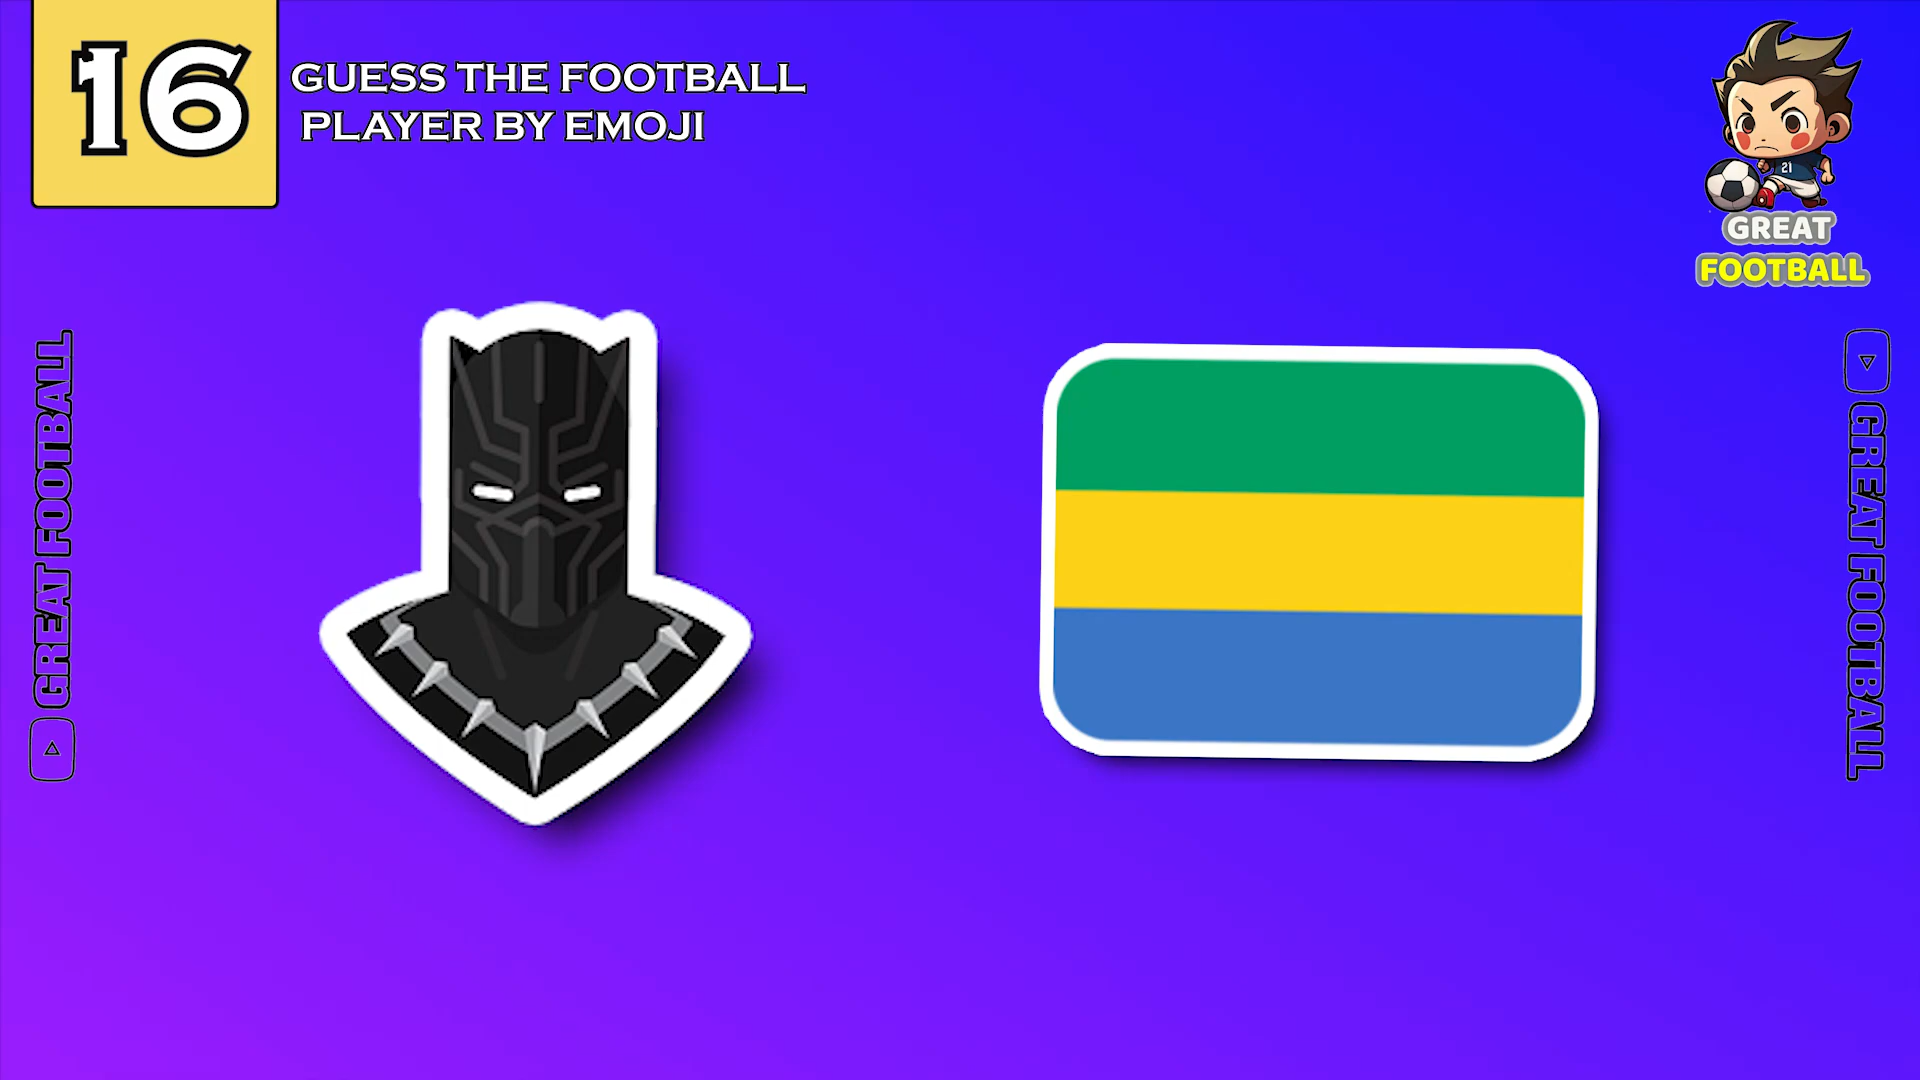 16
GUESS THE FOOTBALL
PLAYER BY EMOJI
21
GREAT
FOOTBALL
GREAT FOOTBALL
GREAT FOOTBALL